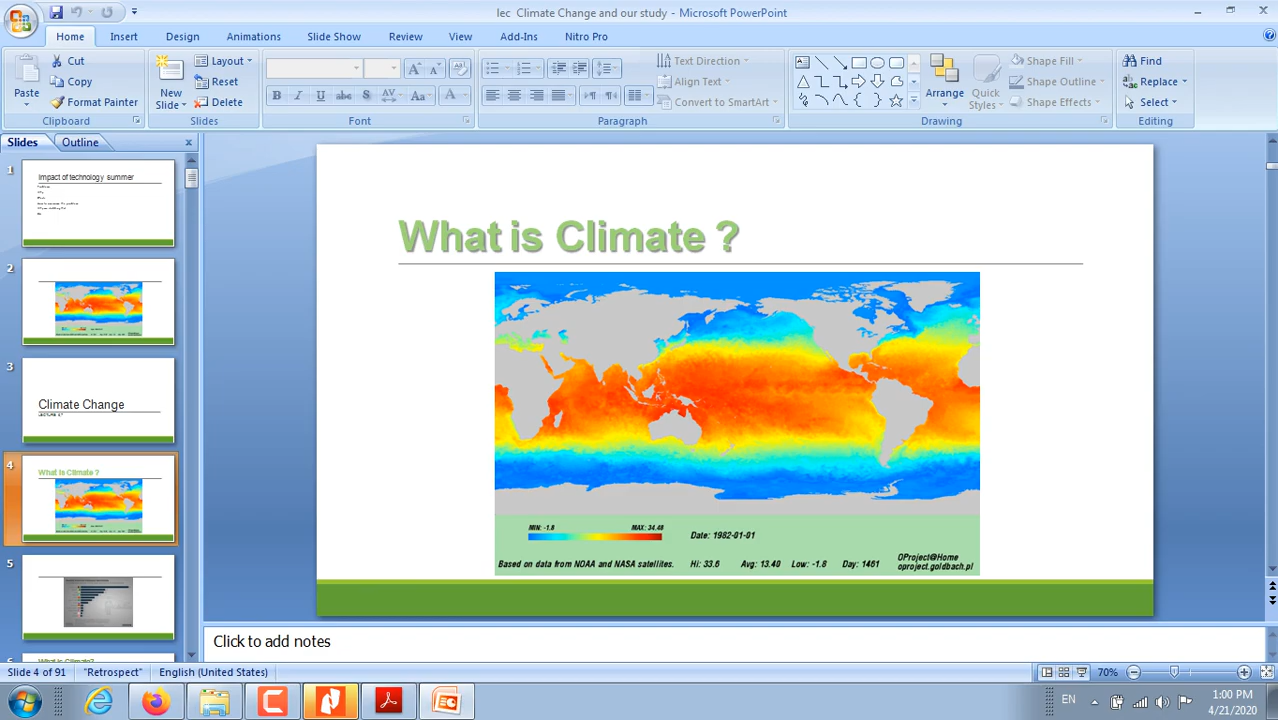 lec  Climate Change and our study - Microsoft PowerPoint
Home Insert Design Animations Slide Show Review View Add-Ins Nitro Pro
Paste
Cut
Copy
Format Painter
Clipboard
New Slide
Layout
Reset
Delete
Slides
B I U abc S AV Aa A
Font
Text Direction
Align Text
Convert to SmartArt
Paragraph
Arrange
Quick Styles
Shape Fill
Shape Outline
Shape Effects
Drawing
Find
Replace
Select
Editing
Slides Outline
1
Impact of technology summer
2
3
Climate Change
4
What is Climate ?
5
What is Climate?
What is Climate ?
MIN: -1.8 MAX: 34.48
Date: 1982-01-01
Based on data from NOAA and NASA satellites. Hi: 33.6 Avg: 13.40 Low: -1.8 Day: 1461
OProject@Home
oproject.goldbach.pl
Click to add notes
Slide 4 of 91 "Retrospect" English (United States) 70%
EN 1:00 PM
4/21/2020